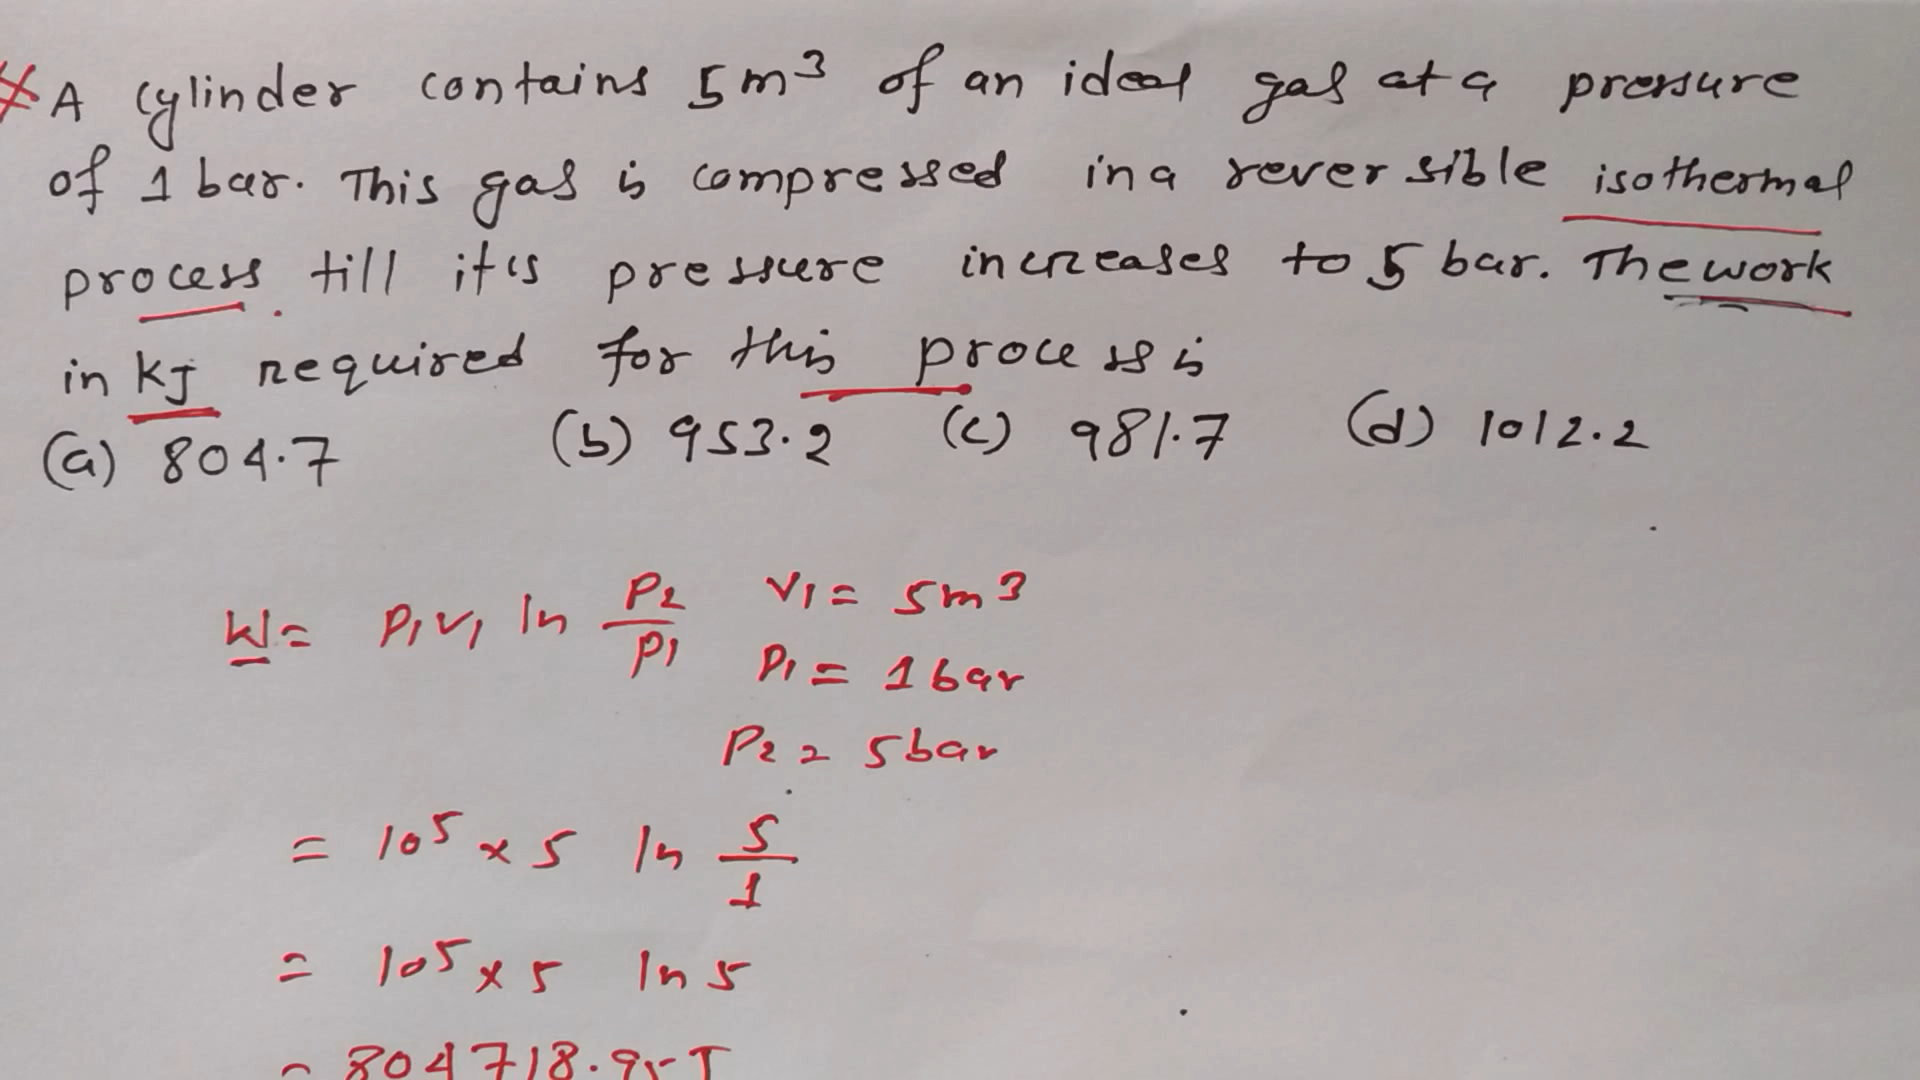 A cylinder contains 5m³ of an ideal gas at a pressure
of 1 bar. This gas is compressed in a reversible isothermal
process till it's pressure increases to 5 bar. The work
in kJ required for this process is
(a) 804.7 (b) 953.2 (c) 981.7 (d) 1012.2
W = P₁V₁ ln P₂/P₁ V₁ = 5m³
P₁ = 1 bar
P₂ = 5 bar
= 10⁵ × 5 ln 5/1
= 10⁵ × 5 ln 5
= 804718.95 J